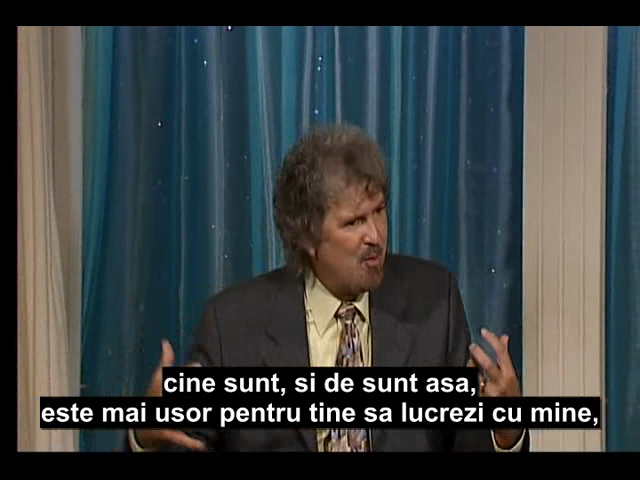 cine sunt, si de sunt asa,
este mai usor pentru tine sa lucrezi cu mine,